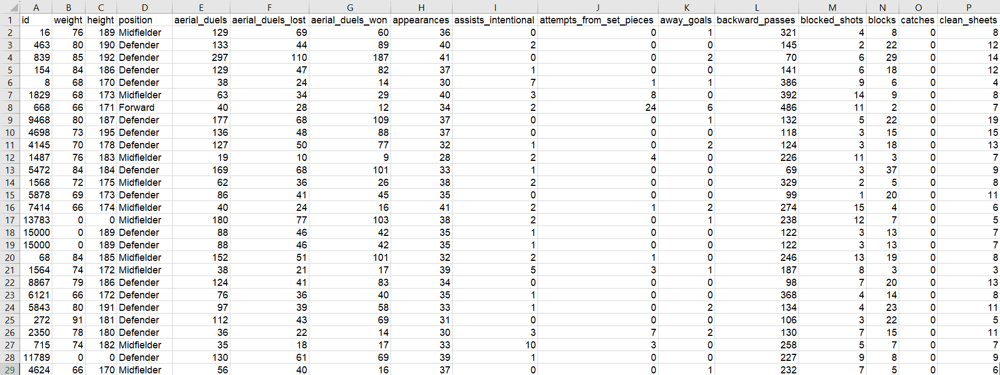 A B C D E F G H I J K L M N O P
1 id weight height position aerial_duels aerial_duels_lost aerial_duels_won appearances assists_intentional attempts_from_set_pieces away_goals backward_passes blocked_shots blocks catches clean_sheets
2 16 76 189 Midfielder 129 69 60 36 0 0 1 321 4 8 0 8
3 463 80 190 Defender 133 44 89 40 2 0 0 145 2 22 0 12
4 839 85 192 Defender 297 110 187 41 0 0 2 70 6 29 0 14
5 154 84 186 Defender 129 47 82 37 1 0 0 141 6 18 0 12
6 8 68 170 Defender 38 24 14 30 7 1 1 386 9 6 0 4
7 1829 68 173 Midfielder 63 34 29 40 3 8 0 392 14 9 0 8
8 668 66 171 Forward 40 28 12 34 2 24 6 486 11 2 0 7
9 9468 80 187 Defender 177 68 109 37 0 0 1 132 5 22 0 19
10 4698 73 195 Defender 136 48 88 37 0 0 0 118 3 15 0 15
11 4145 70 178 Defender 127 50 77 32 1 0 2 124 3 18 0 13
12 1487 76 183 Midfielder 19 10 9 28 2 4 0 226 11 3 0 7
13 5472 84 184 Defender 169 68 101 33 1 0 0 69 3 37 0 9
14 1568 72 175 Midfielder 62 36 26 38 2 0 0 329 2 5 0 8
15 5878 69 173 Defender 86 41 45 35 0 0 0 99 1 20 0 11
16 7414 66 174 Midfielder 40 24 16 41 2 1 2 274 15 4 0 6
17 13783 0 0 Midfielder 180 77 103 38 2 0 1 238 12 7 0 5
18 15000 0 189 Defender 88 46 42 35 1 0 0 122 3 13 0 7
19 15000 0 189 Defender 88 46 42 35 1 0 0 122 3 13 0 7
20 68 84 185 Midfielder 152 51 101 32 2 1 0 246 13 19 0 8
21 1564 74 172 Midfielder 38 21 17 39 5 3 1 187 8 3 0 3
22 8867 79 186 Defender 124 41 83 34 0 0 0 98 7 20 0 13
23 6121 66 172 Defender 76 36 40 35 1 0 0 368 4 14 0 8
24 5843 80 191 Defender 97 39 58 33 1 0 2 134 4 23 0 11
25 272 91 181 Defender 112 43 69 31 0 0 0 106 3 22 0 5
26 2350 78 180 Defender 36 22 14 30 3 7 2 130 7 15 0 11
27 715 74 182 Midfielder 35 18 17 33 10 3 0 258 5 7 0 7
28 11789 0 0 Defender 130 61 69 39 1 0 0 227 9 8 0 9
29 4624 66 170 Midfielder 56 40 16 37 0 0 1 232 7 5 0 6